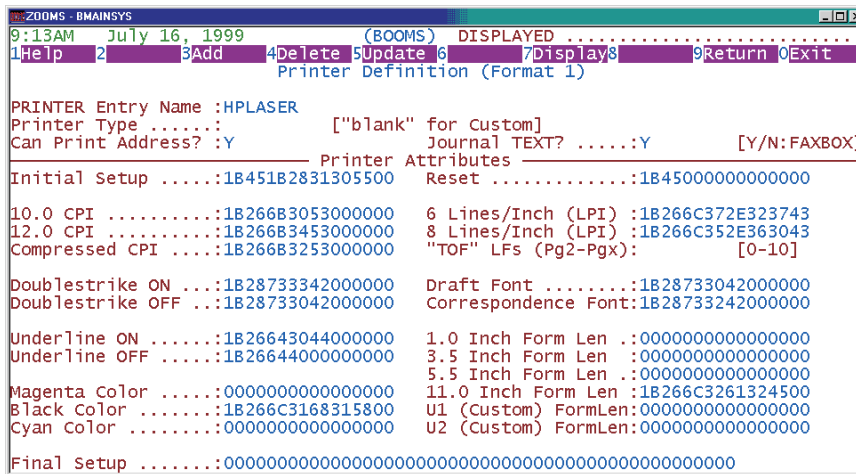 ZOOMS - BMAINSYS
9:13AM July 16, 1999 (BOOMS) DISPLAYED ..........................
1Help 2 3Add 4Delete 5Update 6 7Display8 9Return 0Exit
Printer Definition (Format 1)
PRINTER Entry Name :HPLASER
Printer Type ......: ["blank" for Custom]
Can Print Address? :Y Journal TEXT? .....:Y [Y/N:FAXBOX]
Printer Attributes
Initial Setup .....:1B451B2831305500 Reset .............:1B45000000000000
10.0 CPI ..........:1B266B3053000000 6 Lines/Inch (LPI) :1B266C372E323743
12.0 CPI ..........:1B266B3453000000 8 Lines/Inch (LPI) :1B266C352E363043
Compressed CPI ....:1B266B3253000000 "TOF" LFs (Pg2-Pgx): [0-10]
Doublestrike ON ...:1B28733342000000 Draft Font ........:1B28733042000000
Doublestrike OFF ..:1B28733042000000 Correspondence Font:1B28733242000000
Underline ON ......:1B26643044000000 1.0 Inch Form Len .:0000000000000000
Underline OFF .....:1B26644000000000 3.5 Inch Form Len :0000000000000000
5.5 Inch Form Len .:0000000000000000
Magenta Color .....:0000000000000000 11.0 Inch Form Len :1B266C3261324500
Black Color .......:1B266C3168315800 U1 (Custom) FormLen:0000000000000000
Cyan Color ........:0000000000000000 U2 (Custom) FormLen:0000000000000000
Final Setup .......:000000000000000000000000000000000000000000000000